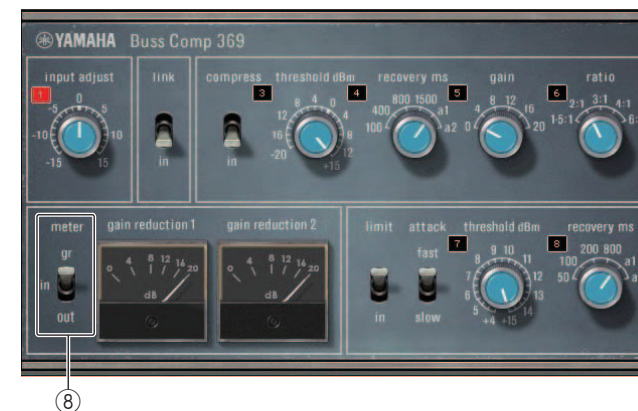 YAMAHA Buss Comp 369
input adjust
1
-15 -10 -5 0 5 10 15
link
in
compress
in
3
threshold dBm
4
-20 16 12 8 4 0 4 8 12 +15
recovery ms
5
100 400 800 1500 a1 a2
gain
0 4 8 12 16 20
6
ratio
1·5:1 2:1 3:1 4:1 6:
meter
gr
in
out
gain reduction 1
0 4 8 12 16 20
dB
gain reduction 2
0 4 8 12 16 20
dB
limit
in
attack
fast
slow
7
threshold dBm
+4 5 6 7 8 9 10 11 12 13 14 +15
8
recovery ms
50 100 200 800 a1
8